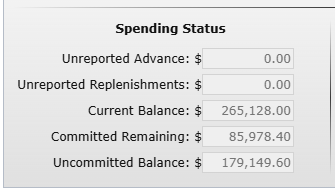 Spending Status
Unreported Advance: $ 0.00
Unreported Replenishments: $ 0.00
Current Balance: $ 265,128.00
Committed Remaining: $ 85,978.40
Uncommitted Balance: $ 179,149.60